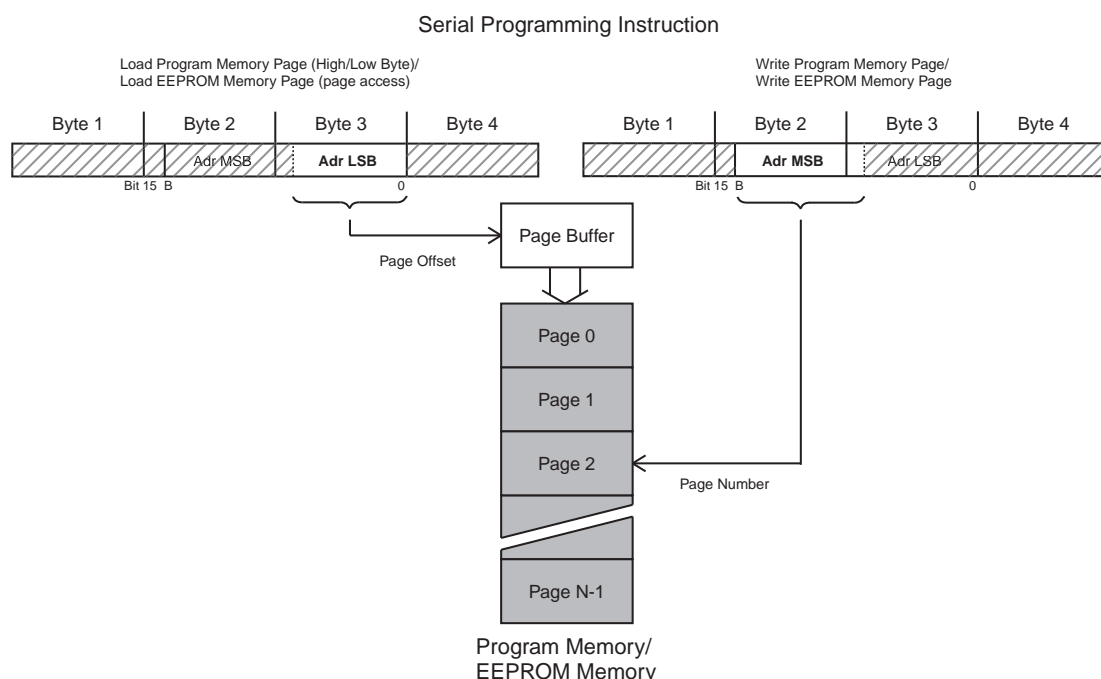 Serial Programming Instruction
Load Program Memory Page (High/Low Byte)/
Load EEPROM Memory Page (page access)
Byte 1 Byte 2 Byte 3 Byte 4
Adr MSB Adr LSB
Bit 15 B 0
Write Program Memory Page/
Write EEPROM Memory Page
Byte 1 Byte 2 Byte 3 Byte 4
Adr MSB Adr LSB
Bit 15 B 0
Page Buffer
Page Offset
Page 0
Page 1
Page 2
Page Number
Page N-1
Program Memory/
EEPROM Memory